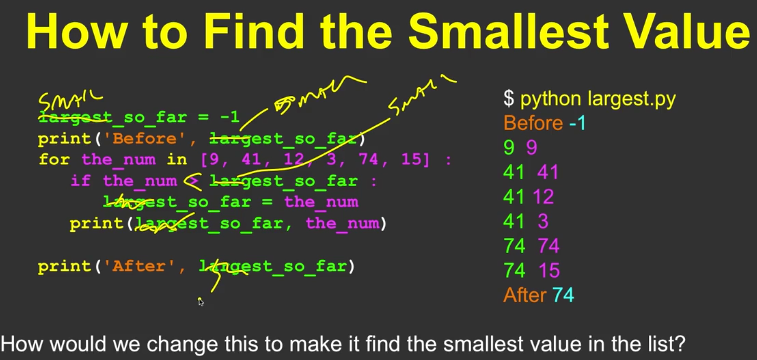 How to Find the Smallest Value
SMALL
largest_so_far = -1
SMALL
SMALL
print('Before', largest_so_far)
for the_num in [9, 41, 12, 3, 74, 15] :
if the_num < largest_so_far :
largest_so_far = the_num
print(largest_so_far, the_num)
print('After', largest_so_far)
$ python largest.py
Before -1
9 9
41 41
41 12
41 3
74 74
74 15
After 74
How would we change this to make it find the smallest value in the list?